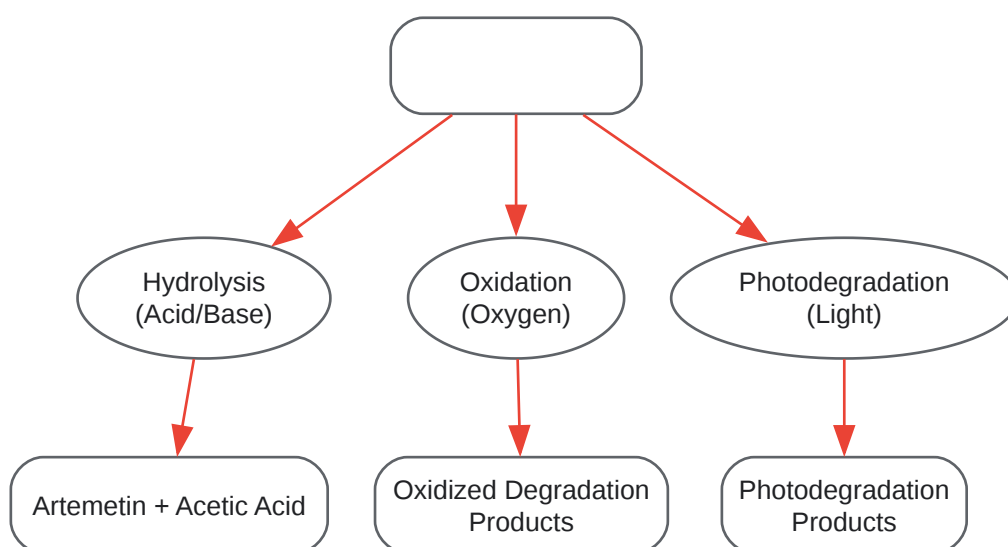 Hydrolysis
(Acid/Base)
Oxidation
(Oxygen)
Photodegradation
(Light)
Artemetin + Acetic Acid
Oxidized Degradation
Products
Photodegradation
Products